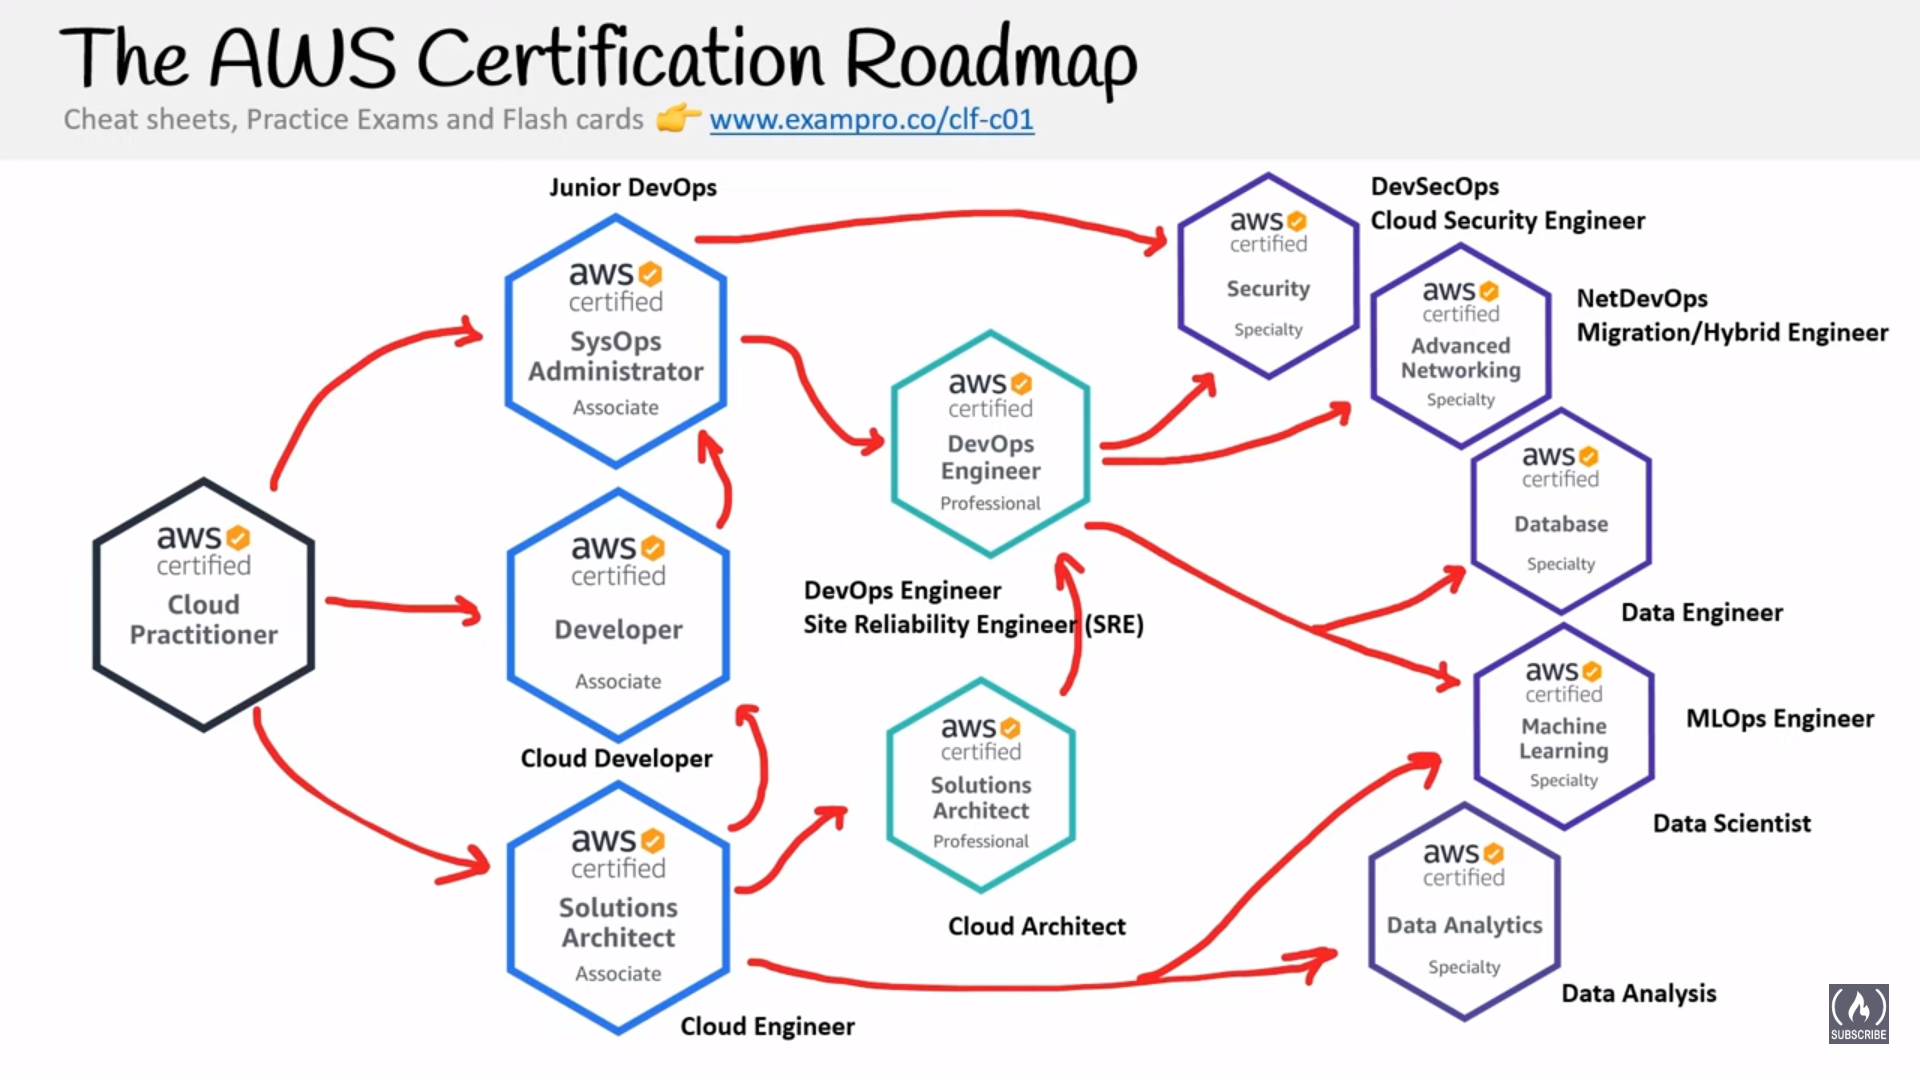 The AWS Certification Roadmap
Cheat sheets, Practice Exams and Flash cards 👉 www.exampro.co/clf-c01
Junior DevOps
aws
certified
SysOps
Administrator
Associate
aws
certified
Security
Specialty
DevSecOps
Cloud Security Engineer
aws
certified
Advanced
Networking
Specialty
NetDevOps
Migration/Hybrid Engineer
aws
certified
DevOps
Engineer
Professional
DevOps Engineer
Site Reliability Engineer (SRE)
aws
certified
Database
Specialty
Data Engineer
aws
certified
Cloud
Practitioner
aws
certified
Developer
Associate
Cloud Developer
aws
certified
Machine
Learning
Specialty
MLOps Engineer
Data Scientist
aws
certified
Solutions
Architect
Professional
Cloud Architect
aws
certified
Solutions
Architect
Associate
Cloud Engineer
aws
certified
Data Analytics
Specialty
Data Analysis
SUBSCRIBE